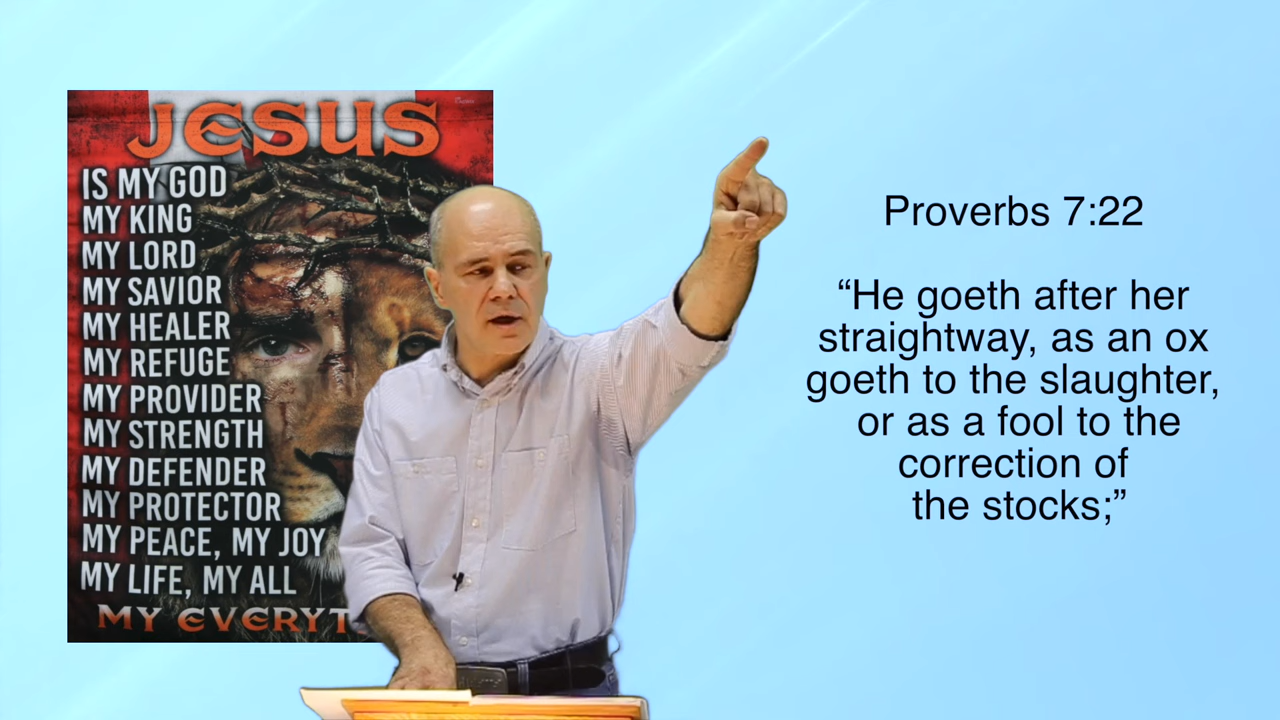 JESUS
IS MY GOD
MY KING
MY LORD
MY SAVIOR
MY HEALER
MY REFUGE
MY PROVIDER
MY STRENGTH
MY DEFENDER
MY PROTECTOR
MY PEACE, MY JOY
MY LIFE, MY ALL
MY EVERYT
Proverbs 7:22
“He goeth after her
straightway, as an ox
goeth to the slaughter,
or as a fool to the
correction of
the stocks;”